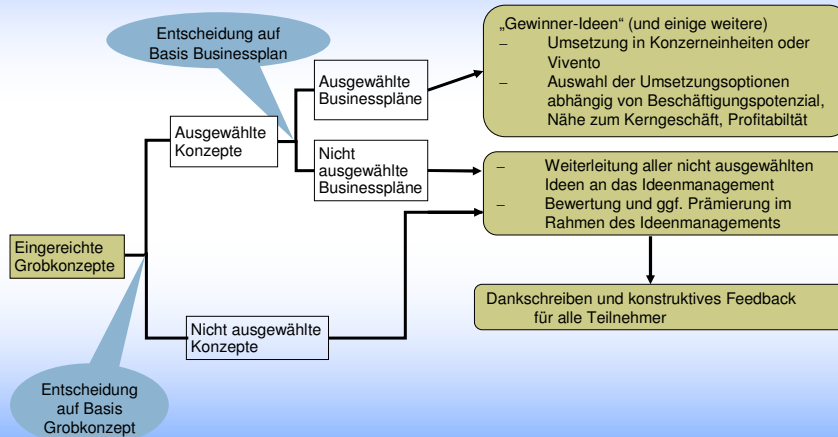 Entscheidung auf
Basis Businessplan
„Gewinner-Ideen“ (und einige weitere)
– Umsetzung in Konzerneinheiten oder
Vivento
– Auswahl der Umsetzungsoptionen
abhängig von Beschäftigungspotenzial,
Nähe zum Kerngeschäft, Profitabiltät
Ausgewählte
Businesspläne
Ausgewählte
Konzepte
Nicht
ausgewählte
Businesspläne
– Weiterleitung aller nicht ausgewählten
Ideen an das Ideenmanagement
– Bewertung und ggf. Prämierung im
Rahmen des Ideenmanagements
Eingereichte
Grobkonzepte
Dankschreiben und konstruktives Feedback
für alle Teilnehmer
Nicht ausgewählte
Konzepte
Entscheidung
auf Basis
Grobkonzept